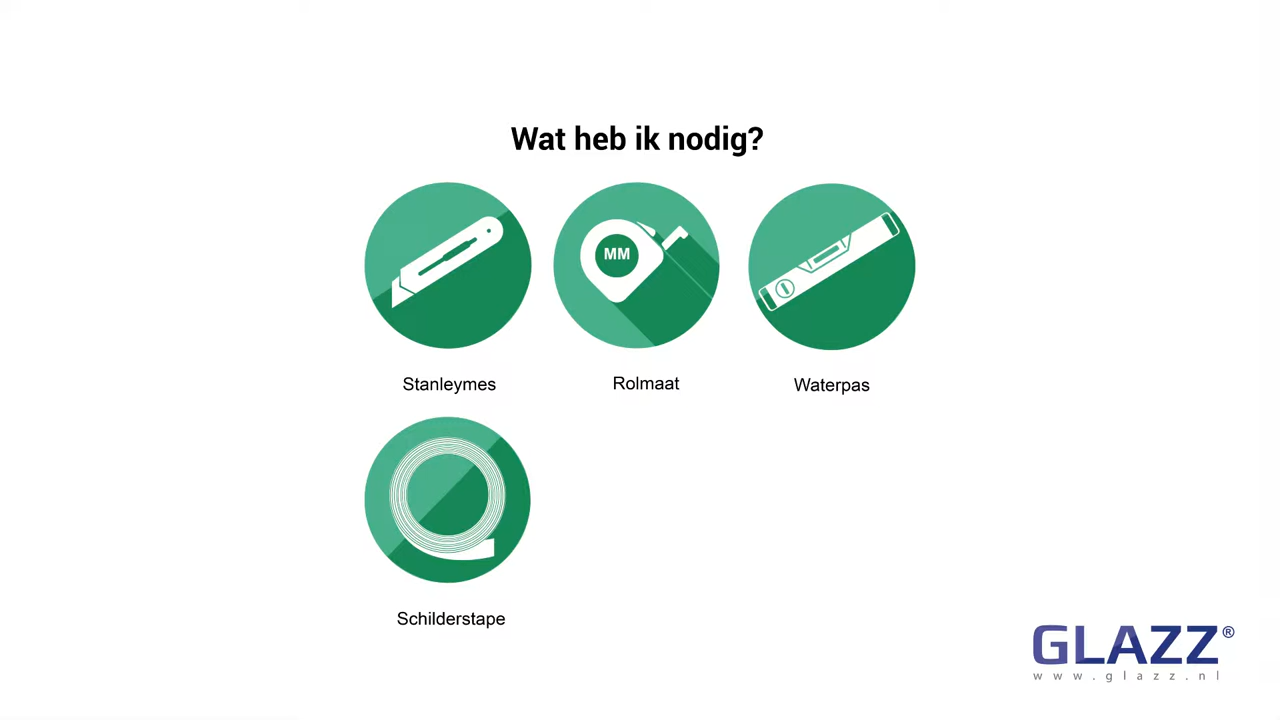 Wat heb ik nodig?
MM
Stanleymes
Rolmaat
Waterpas
Schilderstape
GLAZZ®
www.glazz.nl